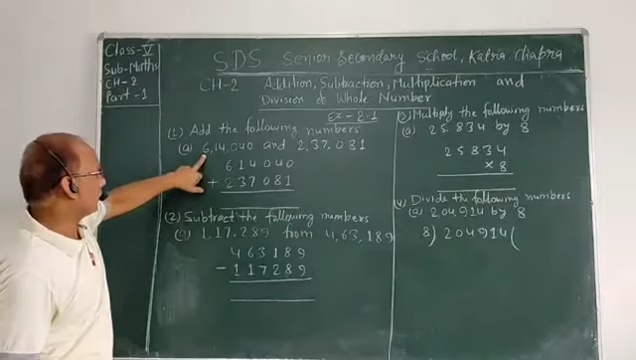 Class-V
Sub-Maths
CH-2
Part-1
SDS Senior Secondary School, Katria Chapra
CH-2 Addition, Subtraction, Multiplication and
Division of Whole Number
Ex-2.1
(1) Add the following numbers
(a) 6,14,040 and 2,37,081
614040
+ 237081
(2) Subtract the following numbers
(a) 1,17,289 from 4,63,189
463189
- 117289
(3) Multiply the following numbers
(a) 25834 by 8
25834
× 8
(4) Divide the following numbers
(a) 204914 by 8
8) 204914 (